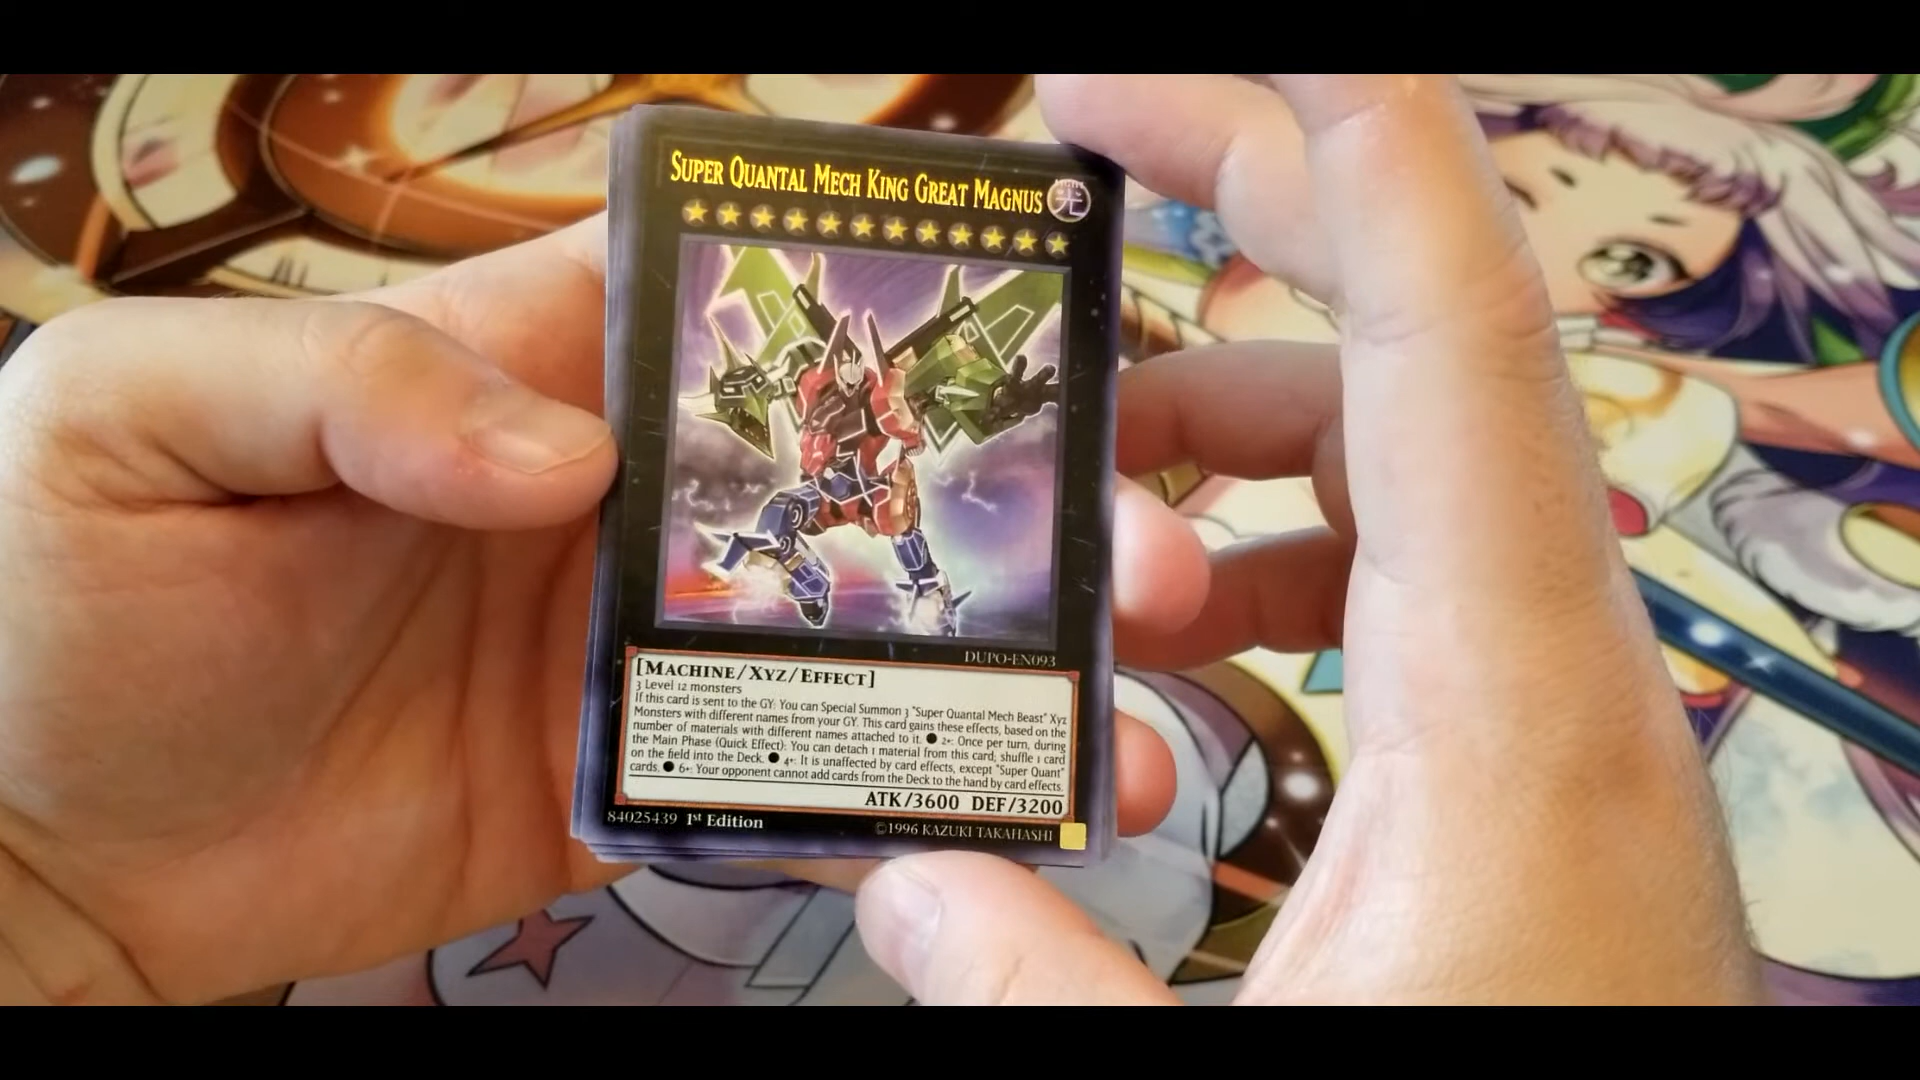 SUPER QUANTAL MECH KING GREAT MAGNUS
LIGHT
光
DUPO-EN093
[MACHINE/XYZ/EFFECT]
3 Level 12 monsters
If this card is sent to the GY: You can Special Summon 3 "Super Quantal Mech Beast" Xyz
Monsters with different names from your GY. This card gains these effects, based on the
number of materials with different names attached to it. ● 2+: Once per turn, during
the Main Phase (Quick Effect): You can detach 1 material from this card; shuffle 1 card
on the field into the Deck. ● 4+: It is unaffected by card effects, except "Super Quant"
cards. ● 6+: Your opponent cannot add cards from the Deck to the hand by card effects.
ATK/3600 DEF/3200
84025439 1st Edition ©1996 KAZUKI TAKAHASHI